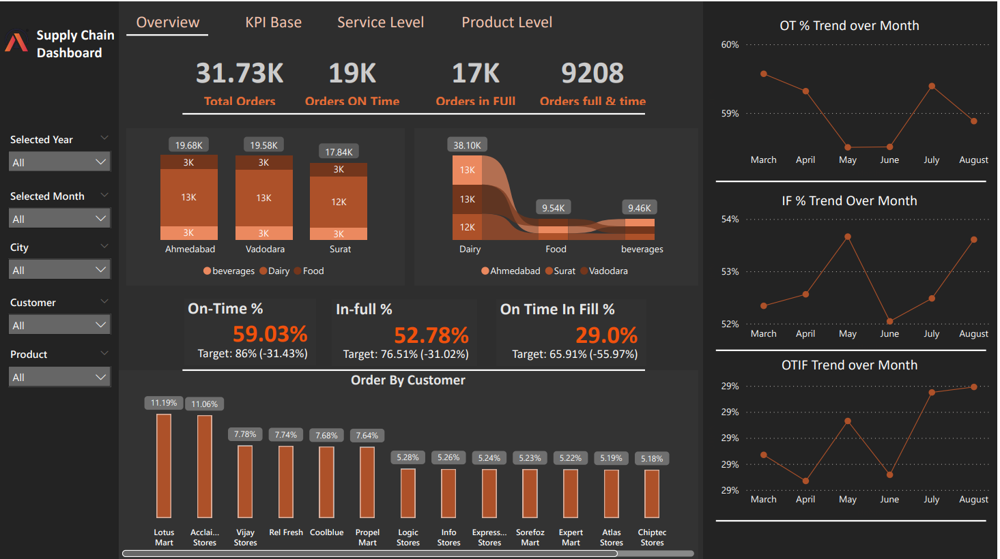 Supply Chain
Dashboard
Selected Year
All
Selected Month
All
City
All
Customer
All
Product
All
Overview KPI Base Service Level Product Level
31.73K 19K 17K 9208
Total Orders Orders ON Time Orders in FUll Orders full & time
19.68K 19.58K 17.84K
3K 3K 3K
13K 13K 12K
3K 3K 3K
Ahmedabad Vadodara Surat
beverages Dairy Food
38.10K 9.54K 9.46K
13K
13K
12K
Dairy Food beverages
Ahmedabad Surat Vadodara
On-Time %
59.03%
Target: 86% (-31.43%)
In-full %
52.78%
Target: 76.51% (-31.02%)
On Time In Fill %
29.0%
Target: 65.91% (-55.97%)
Order By Customer
11.19% 11.06% 7.78% 7.74% 7.68% 7.64% 5.28% 5.26% 5.24% 5.23% 5.22% 5.19% 5.18%
Lotus Acclai... Vijay Rel Fresh Coolblue Propel Logic Info Express... Sorefoz Expert Atlas Chiptec
Mart Stores Stores Mart Stores Stores Stores Mart Mart Stores Stores
OT % Trend over Month
60%
59%
March April May June July August
IF % Trend Over Month
54%
53%
52%
March April May June July August
OTIF Trend over Month
29%
29%
29%
29%
29%
March April May June July August